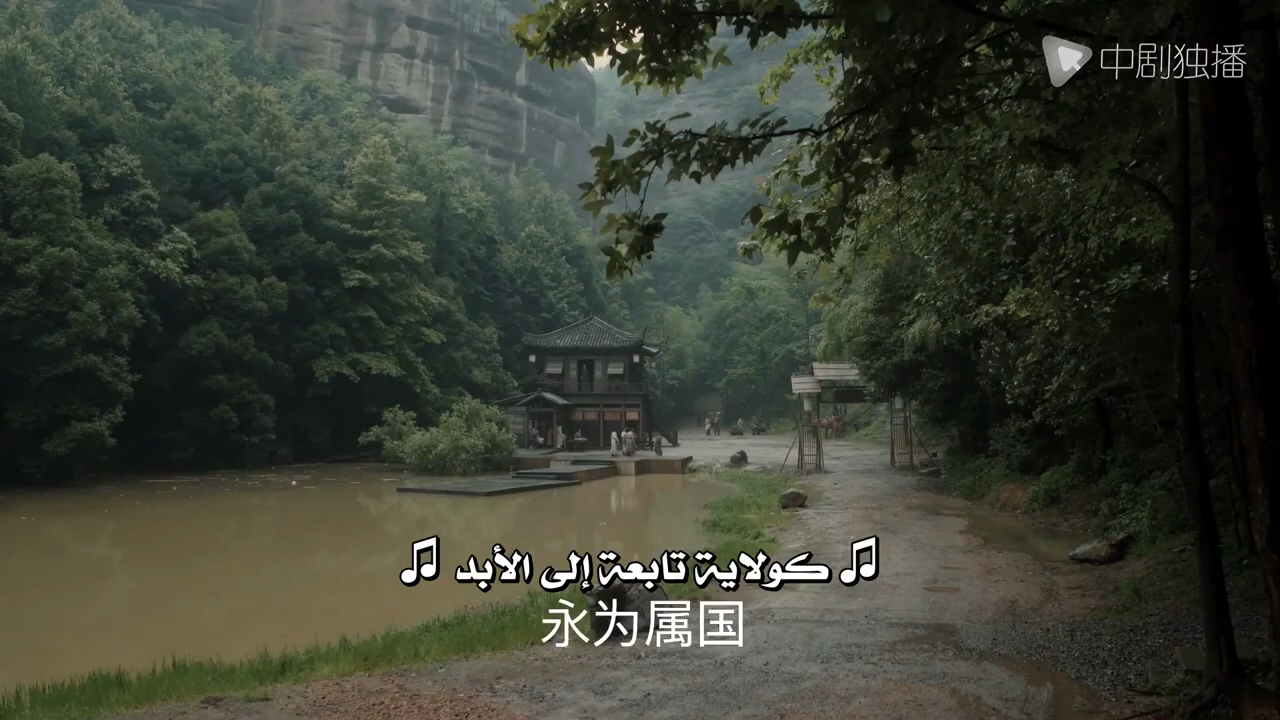 中剧独播
♫ كولاية تابعة إلى الأبد ♫
永为属国